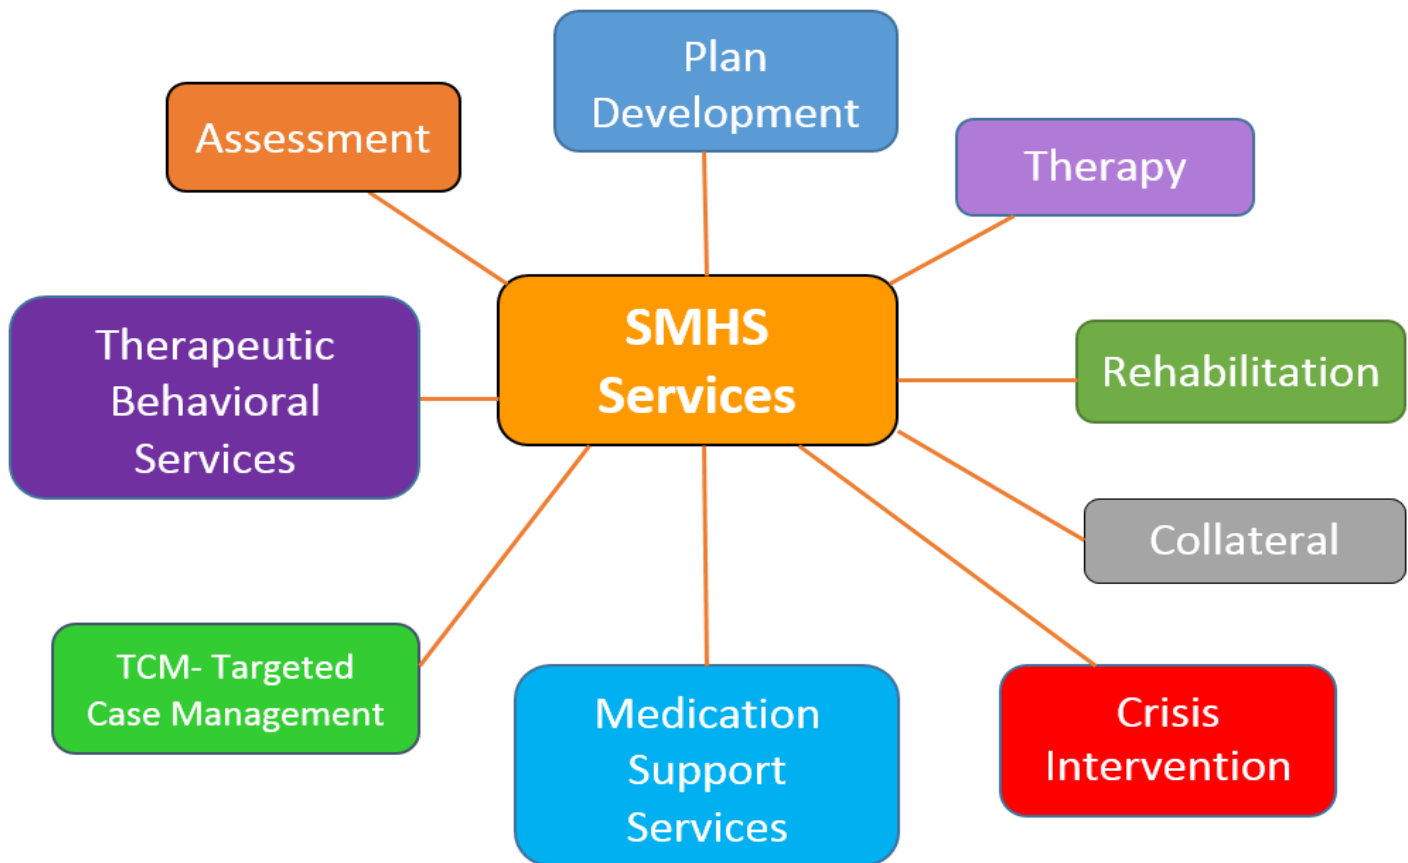 Plan
Development
Assessment
Therapy
SMHS
Services
Therapeutic
Behavioral
Services
Rehabilitation
Collateral
TCM- Targeted
Case Management
Medication
Support
Services
Crisis
Intervention